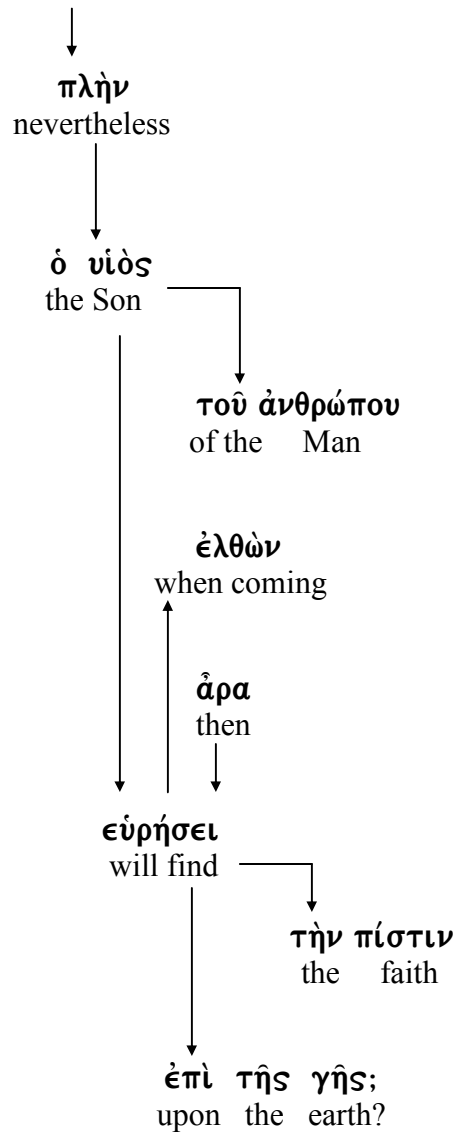 πλὴν
nevertheless
ὁ υἱὸς
the Son
τοῦ ἀνθρώπου
of the Man
ἐλθὼν
when coming
ἆρα
then
εὑρήσει
will find
τὴν πίστιν
the faith
ἐπὶ τῆς γῆς;
upon the earth?